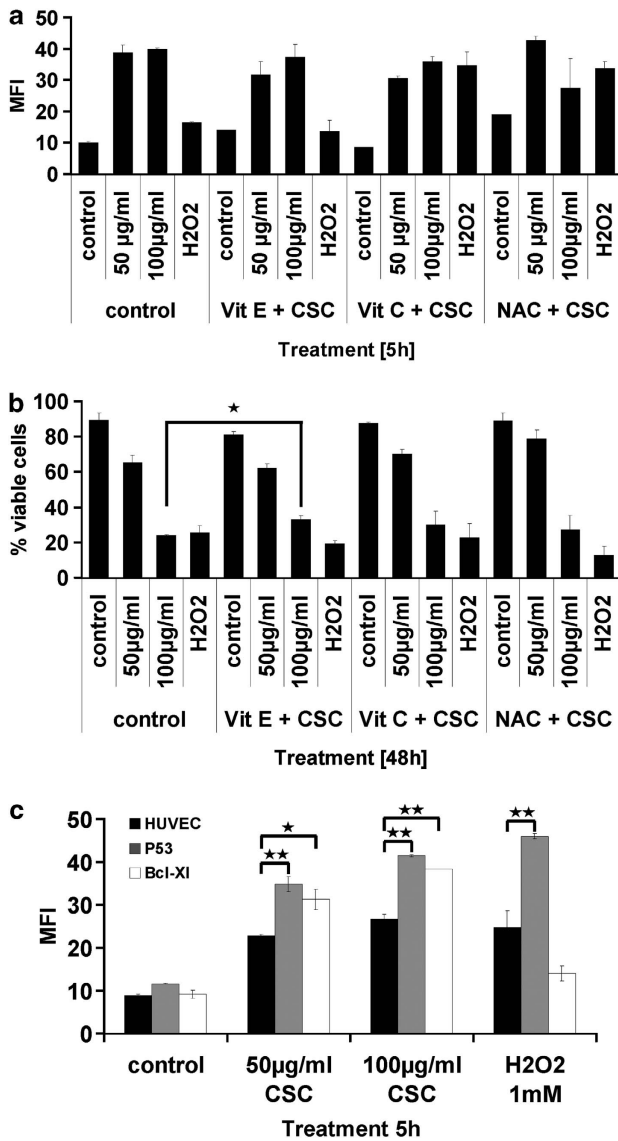 a
50
40
30
20
10
0
MFI
control
50 µg/ml
100µg/ml
H2O2
control
50 µg/ml
100µg/ml
H2O2
control
50 µg/ml
100µg/ml
H2O2
control
50 µg/ml
100µg/ml
H2O2
control
Vit E + CSC
Vit C + CSC
NAC + CSC
Treatment [5h]
b
100
80
60
40
20
0
% viable cells
★
control
50µg/ml
100µg/ml
H2O2
control
50µg/ml
100µg/ml
H2O2
control
50µg/ml
100µg/ml
H2O2
control
50µg/ml
100µg/ml
H2O2
control
Vit E + CSC
Vit C + CSC
NAC + CSC
Treatment [48h]
c
50
40
30
20
10
0
MFI
HUVEC
P53
Bcl-Xl
★
★★
★★
★★
★★
control
50µg/ml
CSC
100µg/ml
CSC
H2O2
1mM
Treatment 5h